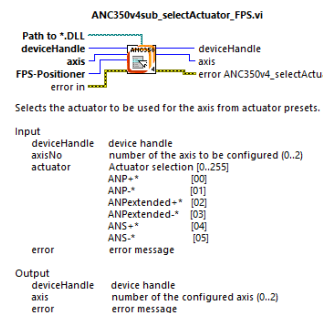 ANC350v4sub_selectActuator_FPS.vi
Path to *.DLL
deviceHandle
axis
FPS-Positioner
error in
ANC350
4
deviceHandle
axis
error ANC350v4_selectActu
Selects the actuator to be used for the axis from actuator presets.
Input
deviceHandle device handle
axisNo number of the axis to be configured (0..2)
actuator Actuator selection [0..255]
ANP+* [00]
ANP-* [01]
ANPextended+* [02]
ANPextended-* [03]
ANS+* [04]
ANS-* [05]
error error message
Output
deviceHandle device handle
axis number of the configured axis (0..2)
error error message